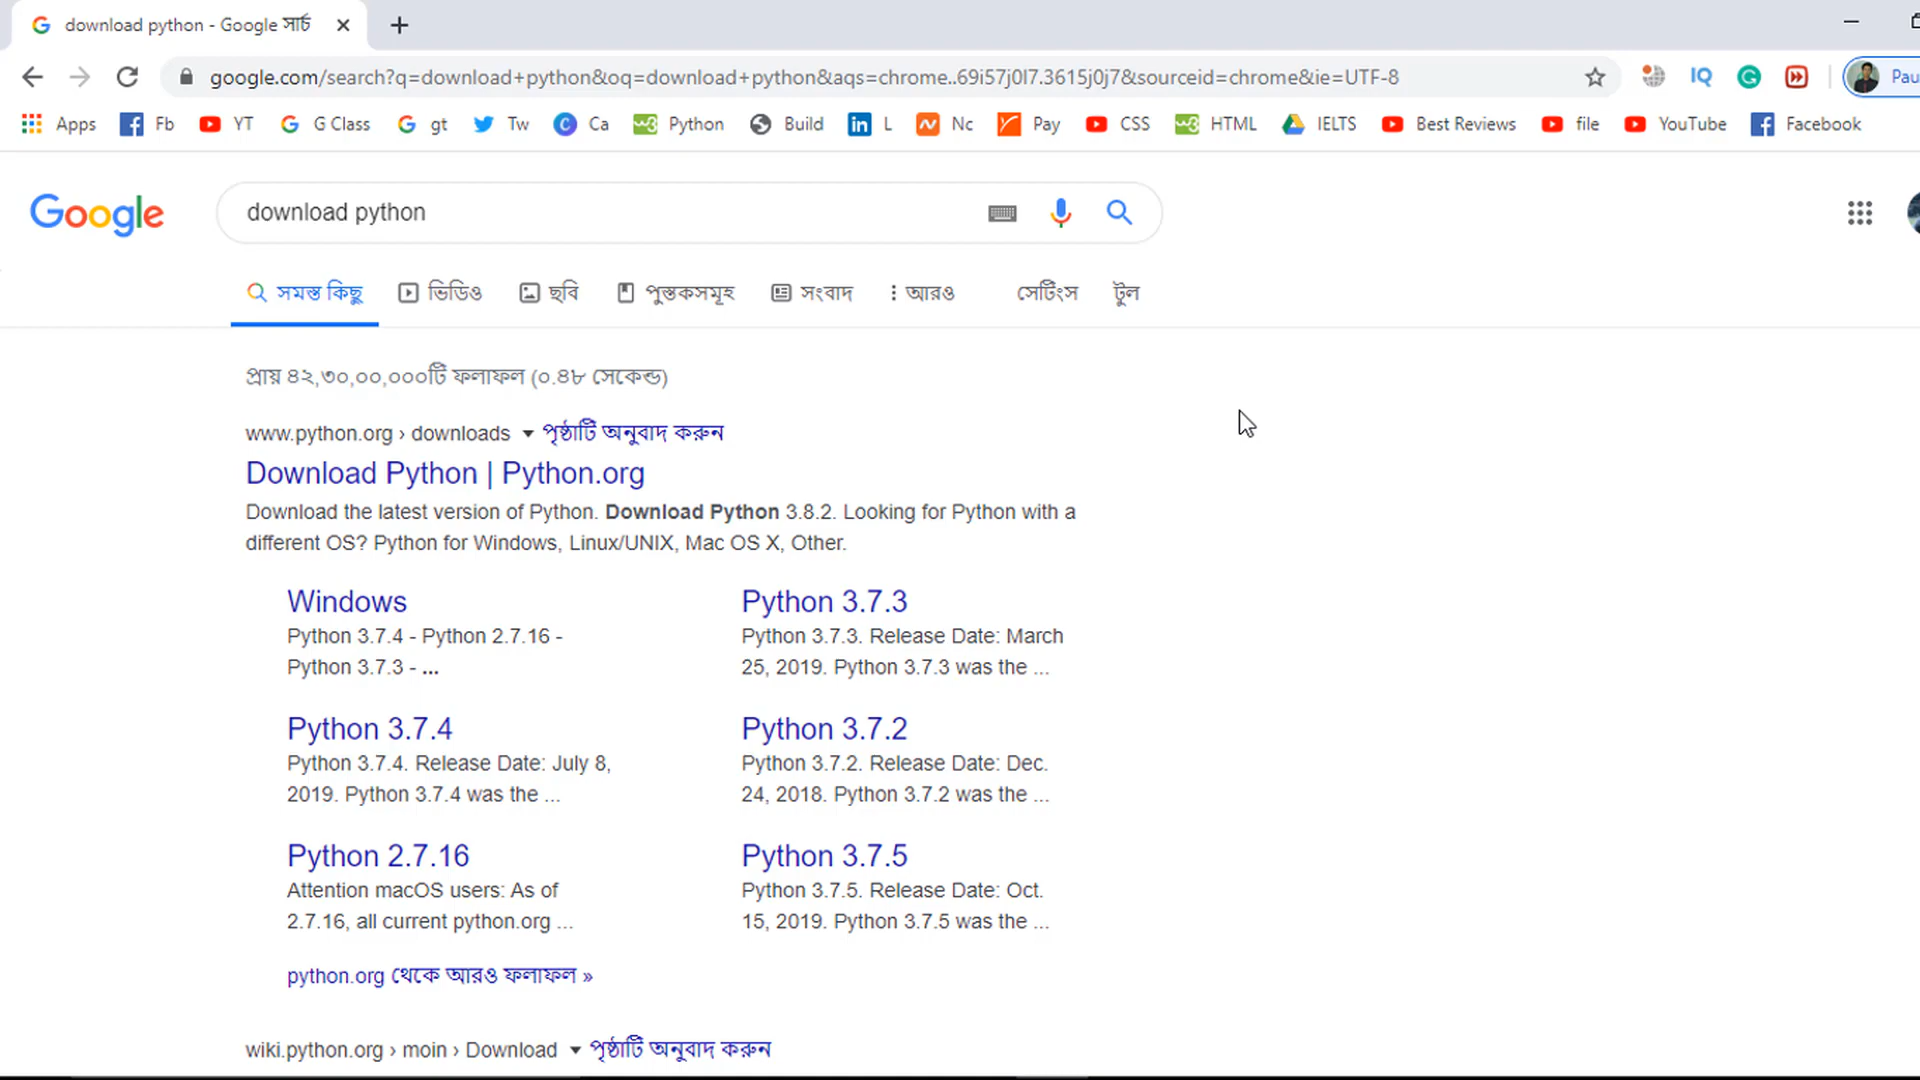 download python - Google সার্চ
google.com/search?q=download+python&oq=download+python&aqs=chrome..69i57j0l7.3615j0j7&sourceid=chrome&ie=UTF-8
Pau
Apps Fb YT G Class gt Tw Ca Python Build L Nc Pay CSS HTML IELTS Best Reviews file YouTube Facebook
Google
download python
সমস্ত কিছু ভিডিও ছবি পুস্তকসমূহ সংবাদ আরও সেটিংস টুল
প্রায় ৪২,৩০,০০,০০০টি ফলাফল (০.৪৮ সেকেন্ড)
www.python.org › downloads পৃষ্ঠাটি অনুবাদ করুন
Download Python | Python.org
Download the latest version of Python. Download Python 3.8.2. Looking for Python with a
different OS? Python for Windows, Linux/UNIX, Mac OS X, Other.
Windows
Python 3.7.4 - Python 2.7.16 -
Python 3.7.3 - ...
Python 3.7.3
Python 3.7.3. Release Date: March
25, 2019. Python 3.7.3 was the ...
Python 3.7.4
Python 3.7.4. Release Date: July 8,
2019. Python 3.7.4 was the ...
Python 3.7.2
Python 3.7.2. Release Date: Dec.
24, 2018. Python 3.7.2 was the ...
Python 2.7.16
Attention macOS users: As of
2.7.16, all current python.org ...
Python 3.7.5
Python 3.7.5. Release Date: Oct.
15, 2019. Python 3.7.5 was the ...
python.org থেকে আরও ফলাফল »
wiki.python.org › moin › Download পৃষ্ঠাটি অনুবাদ করুন